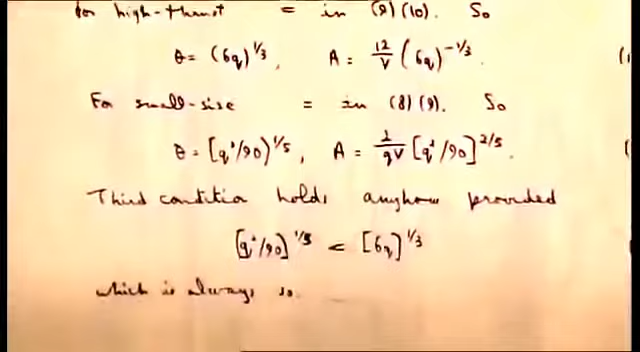 for high-thrust = in (9)(10). So
θ = (6q)^1/3, A = 12/V (6q)^-1/3.
For small-size = in (8)(9). So
θ = [q²/90]^1/5, A = 2/qV [q²/90]^2/5.
Third condition holds anyhow provided
[q²/90]^1/5 < [6q]^1/3
which is always so.